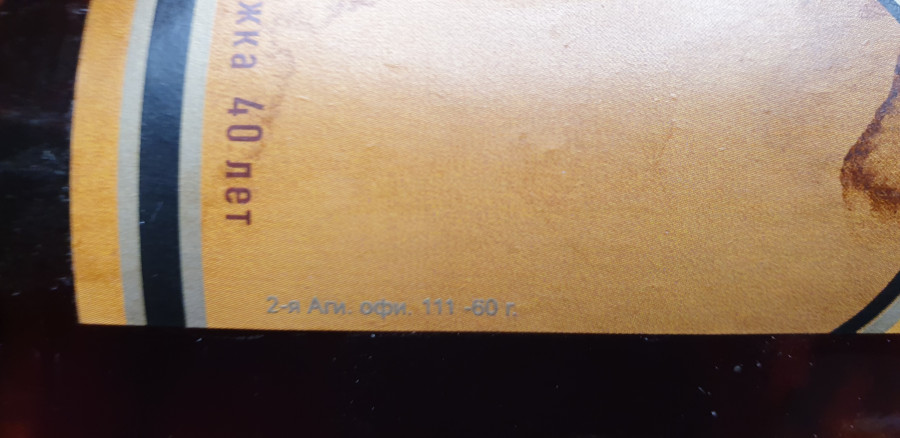 жка 40 лет
2-я Аги. офи. 111 -60 г.